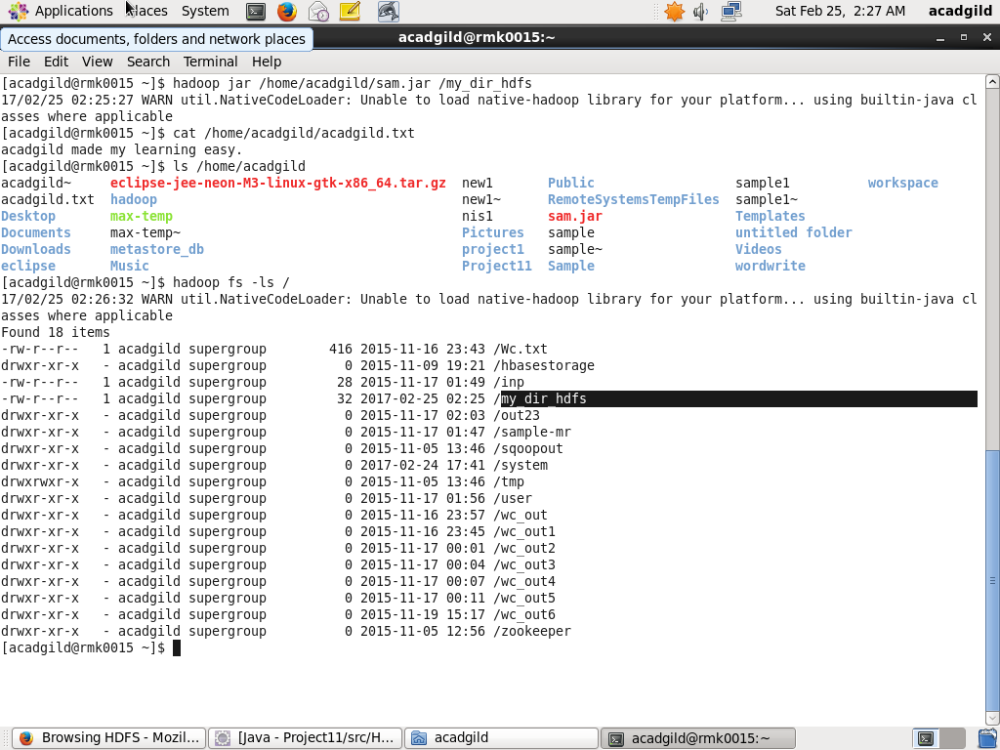 Applications Places System Sat Feb 25, 2:27 AM acadgild
Access documents, folders and network places acadgild@rmk0015:~
File Edit View Search Terminal Help
[acadgild@rmk0015 ~]$ hadoop jar /home/acadgild/sam.jar /my_dir_hdfs
17/02/25 02:25:27 WARN util.NativeCodeLoader: Unable to load native-hadoop library for your platform... using builtin-java cl
asses where applicable
[acadgild@rmk0015 ~]$ cat /home/acadgild/acadgild.txt
acadgild made my learning easy.
[acadgild@rmk0015 ~]$ ls /home/acadgild
acadgild~ eclipse-jee-neon-M3-linux-gtk-x86_64.tar.gz new1 Public sample1 workspace
acadgild.txt hadoop new1~ RemoteSystemsTempFiles sample1~
Desktop max-temp nis1 sam.jar Templates
Documents max-temp~ Pictures sample untitled folder
Downloads metastore_db project1 sample~ Videos
eclipse Music Project11 Sample wordwrite
[acadgild@rmk0015 ~]$ hadoop fs -ls /
17/02/25 02:26:32 WARN util.NativeCodeLoader: Unable to load native-hadoop library for your platform... using builtin-java cl
asses where applicable
Found 18 items
-rw-r--r-- 1 acadgild supergroup 416 2015-11-16 23:43 /Wc.txt
drwxr-xr-x - acadgild supergroup 0 2015-11-09 19:21 /hbasestorage
-rw-r--r-- 1 acadgild supergroup 28 2015-11-17 01:49 /inp
-rw-r--r-- 1 acadgild supergroup 32 2017-02-25 02:25 /my_dir_hdfs
drwxr-xr-x - acadgild supergroup 0 2015-11-17 02:03 /out23
drwxr-xr-x - acadgild supergroup 0 2015-11-17 01:47 /sample-mr
drwxr-xr-x - acadgild supergroup 0 2015-11-05 13:46 /sqoopout
drwxr-xr-x - acadgild supergroup 0 2017-02-24 17:41 /system
drwxrwxr-x - acadgild supergroup 0 2015-11-05 13:46 /tmp
drwxr-xr-x - acadgild supergroup 0 2015-11-17 01:56 /user
drwxr-xr-x - acadgild supergroup 0 2015-11-16 23:57 /wc_out
drwxr-xr-x - acadgild supergroup 0 2015-11-16 23:45 /wc_out1
drwxr-xr-x - acadgild supergroup 0 2015-11-17 00:01 /wc_out2
drwxr-xr-x - acadgild supergroup 0 2015-11-17 00:04 /wc_out3
drwxr-xr-x - acadgild supergroup 0 2015-11-17 00:07 /wc_out4
drwxr-xr-x - acadgild supergroup 0 2015-11-17 00:11 /wc_out5
drwxr-xr-x - acadgild supergroup 0 2015-11-19 15:17 /wc_out6
drwxr-xr-x - acadgild supergroup 0 2015-11-05 12:56 /zookeeper
[acadgild@rmk0015 ~]$
Browsing HDFS - Mozil... [Java - Project11/src/H... acadgild acadgild@rmk0015:~